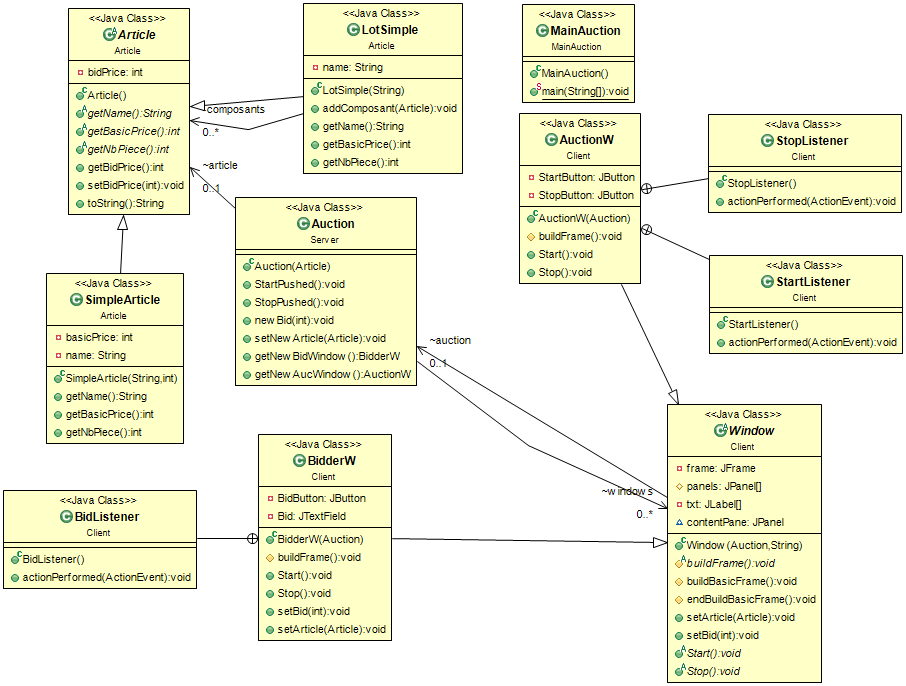 <<Java Class>>
Article
Article
bidPrice: int
Article()
getName():String
getBasicPrice():int
getNbPiece():int
getBidPrice():int
setBidPrice(int):void
toString():String
<<Java Class>>
LotSimple
Article
name: String
LotSimple(String)
addComposant(Article):void
getName():String
getBasicPrice():int
getNbPiece():int
<<Java Class>>
MainAuction
MainAuction
MainAuction()
main(String[]):void
-composants
0..*
~article
0..1
<<Java Class>>
AuctionW
Client
StartButton: JButton
StopButton: JButton
AuctionW(Auction)
buildFrame():void
Start():void
Stop():void
<<Java Class>>
StopListener
Client
StopListener()
actionPerformed(ActionEvent):void
<<Java Class>>
Auction
Server
Auction(Article)
StartPushed():void
StopPushed():void
newBid(int):void
setNewArticle(Article):void
getNewBidWindow():BidderW
getNewAucWindow():AuctionW
<<Java Class>>
StartListener
Client
StartListener()
actionPerformed(ActionEvent):void
<<Java Class>>
SimpleArticle
Article
basicPrice: int
name: String
SimpleArticle(String,int)
getName():String
getBasicPrice():int
getNbPiece():int
~auction
0..1
~windows
0..*
<<Java Class>>
Window
Client
frame: JFrame
panels: JPanel[]
txt: JLabel[]
contentPane: JPanel
Window(Auction,String)
buildFrame():void
buildBasicFrame():void
endBuildBasicFrame():void
setArticle(Article):void
setBid(int):void
Start():void
Stop():void
<<Java Class>>
BidderW
Client
BidButton: JButton
Bid: JTextField
BidderW(Auction)
buildFrame():void
Start():void
Stop():void
setBid(int):void
setArticle(Article):void
<<Java Class>>
BidListener
Client
BidListener()
actionPerformed(ActionEvent):void